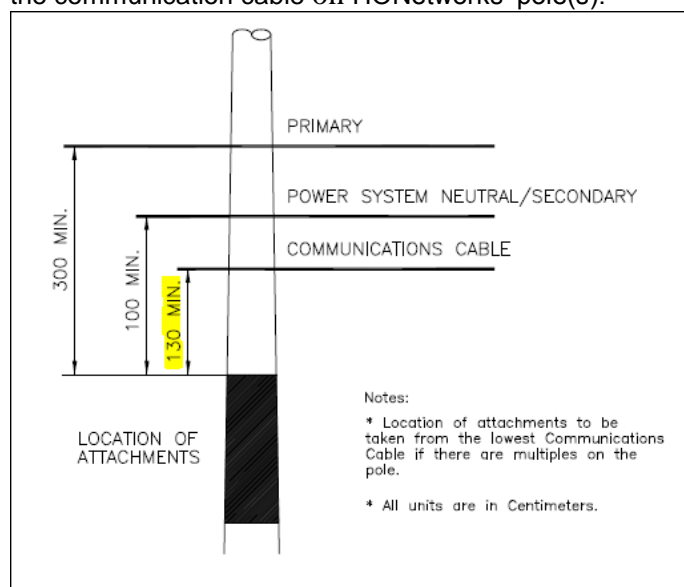 the communication cable on HONetworks' pole(s).
PRIMARY
POWER SYSTEM NEUTRAL/SECONDARY
COMMUNICATIONS CABLE
300 MIN.
100 MIN.
130 MIN.
LOCATION OF
ATTACHMENTS
Notes:
* Location of attachments to be
taken from the lowest Communications
Cable if there are multiples on the
pole.
* All units are in Centimeters.